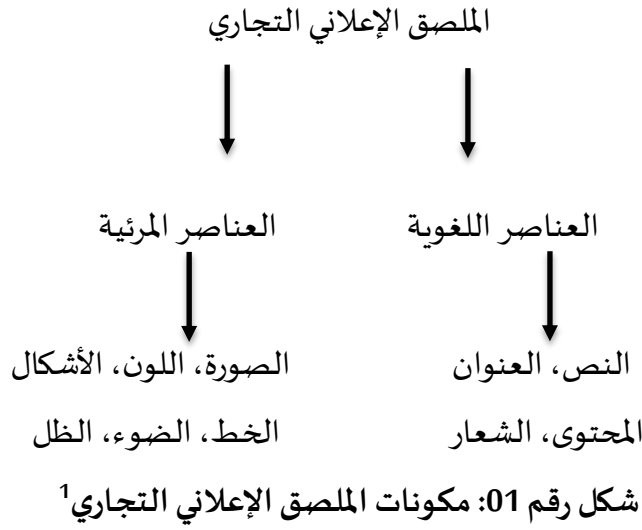 الملصق الإعلاني التجاري
العناصر اللغوية
العناصر المرئية
النص، العنوان
المحتوى، الشعار
الصورة، اللون، الأشكال
الخط، الضوء، الظل
شكل رقم 01: مكونات الملصق الإعلاني التجاري¹